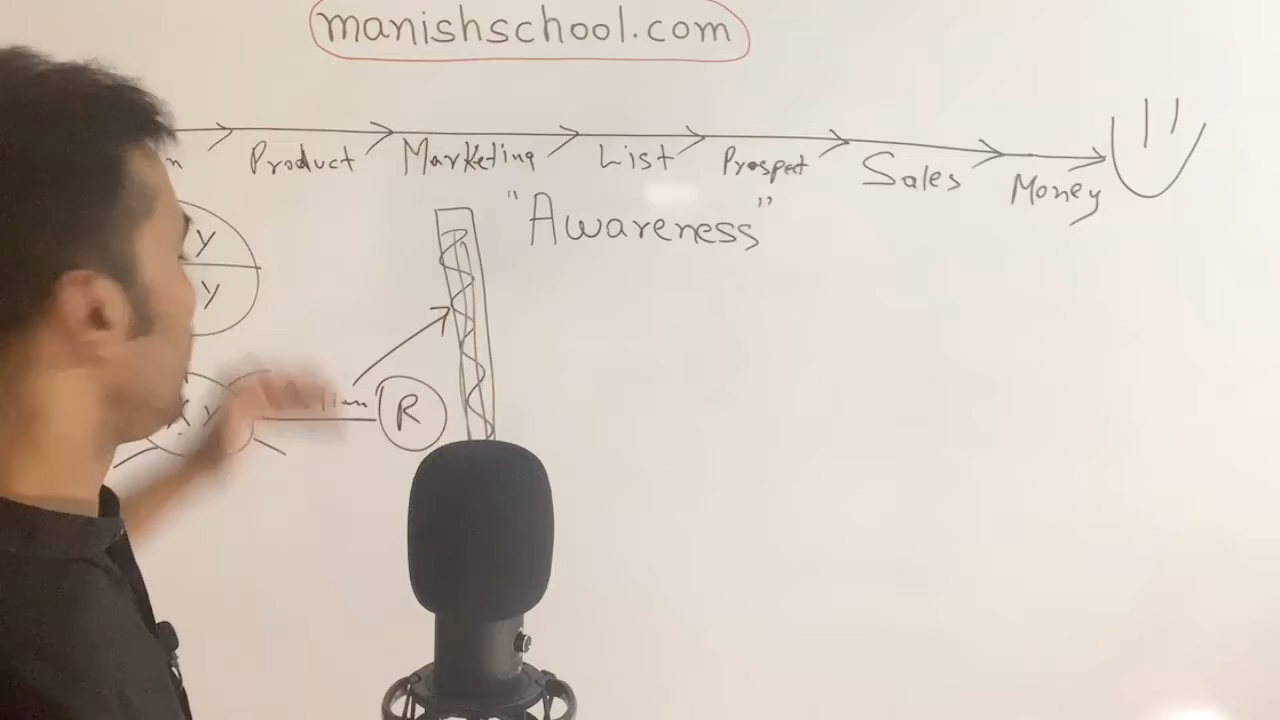 manishschool.com
Product Marketing List Prospect Sales Money
"Awareness"
y
y
y
R